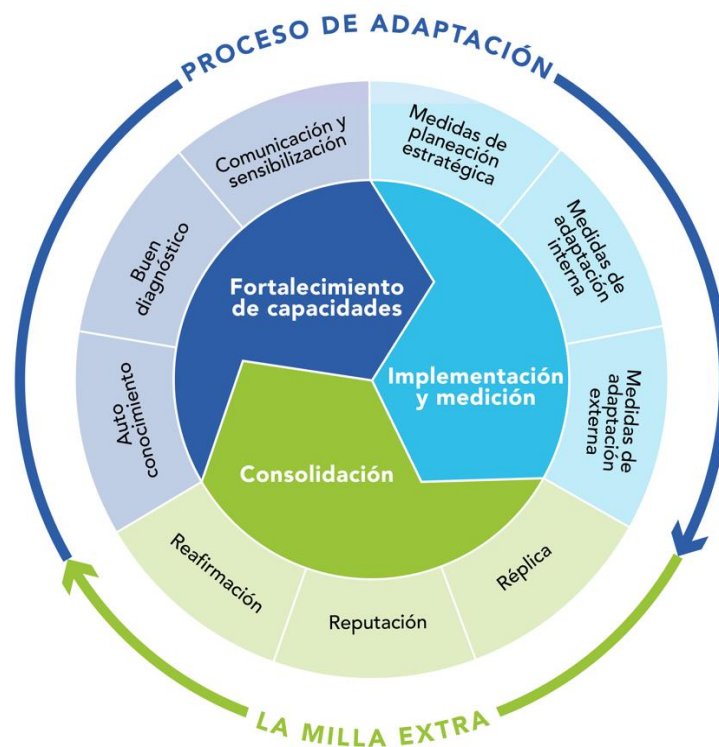 PROCESO DE ADAPTACIÓN
Comunicación y
sensibilización
Medidas de
planeación
estratégica
Buen
diagnóstico
Medidas de
adaptación
interna
Fortalecimiento
de capacidades
Implementación
y medición
Auto
conocimiento
Medidas de
adaptación
externa
Consolidación
Reafirmación
Reputación
Réplica
LA MILLA EXTRA